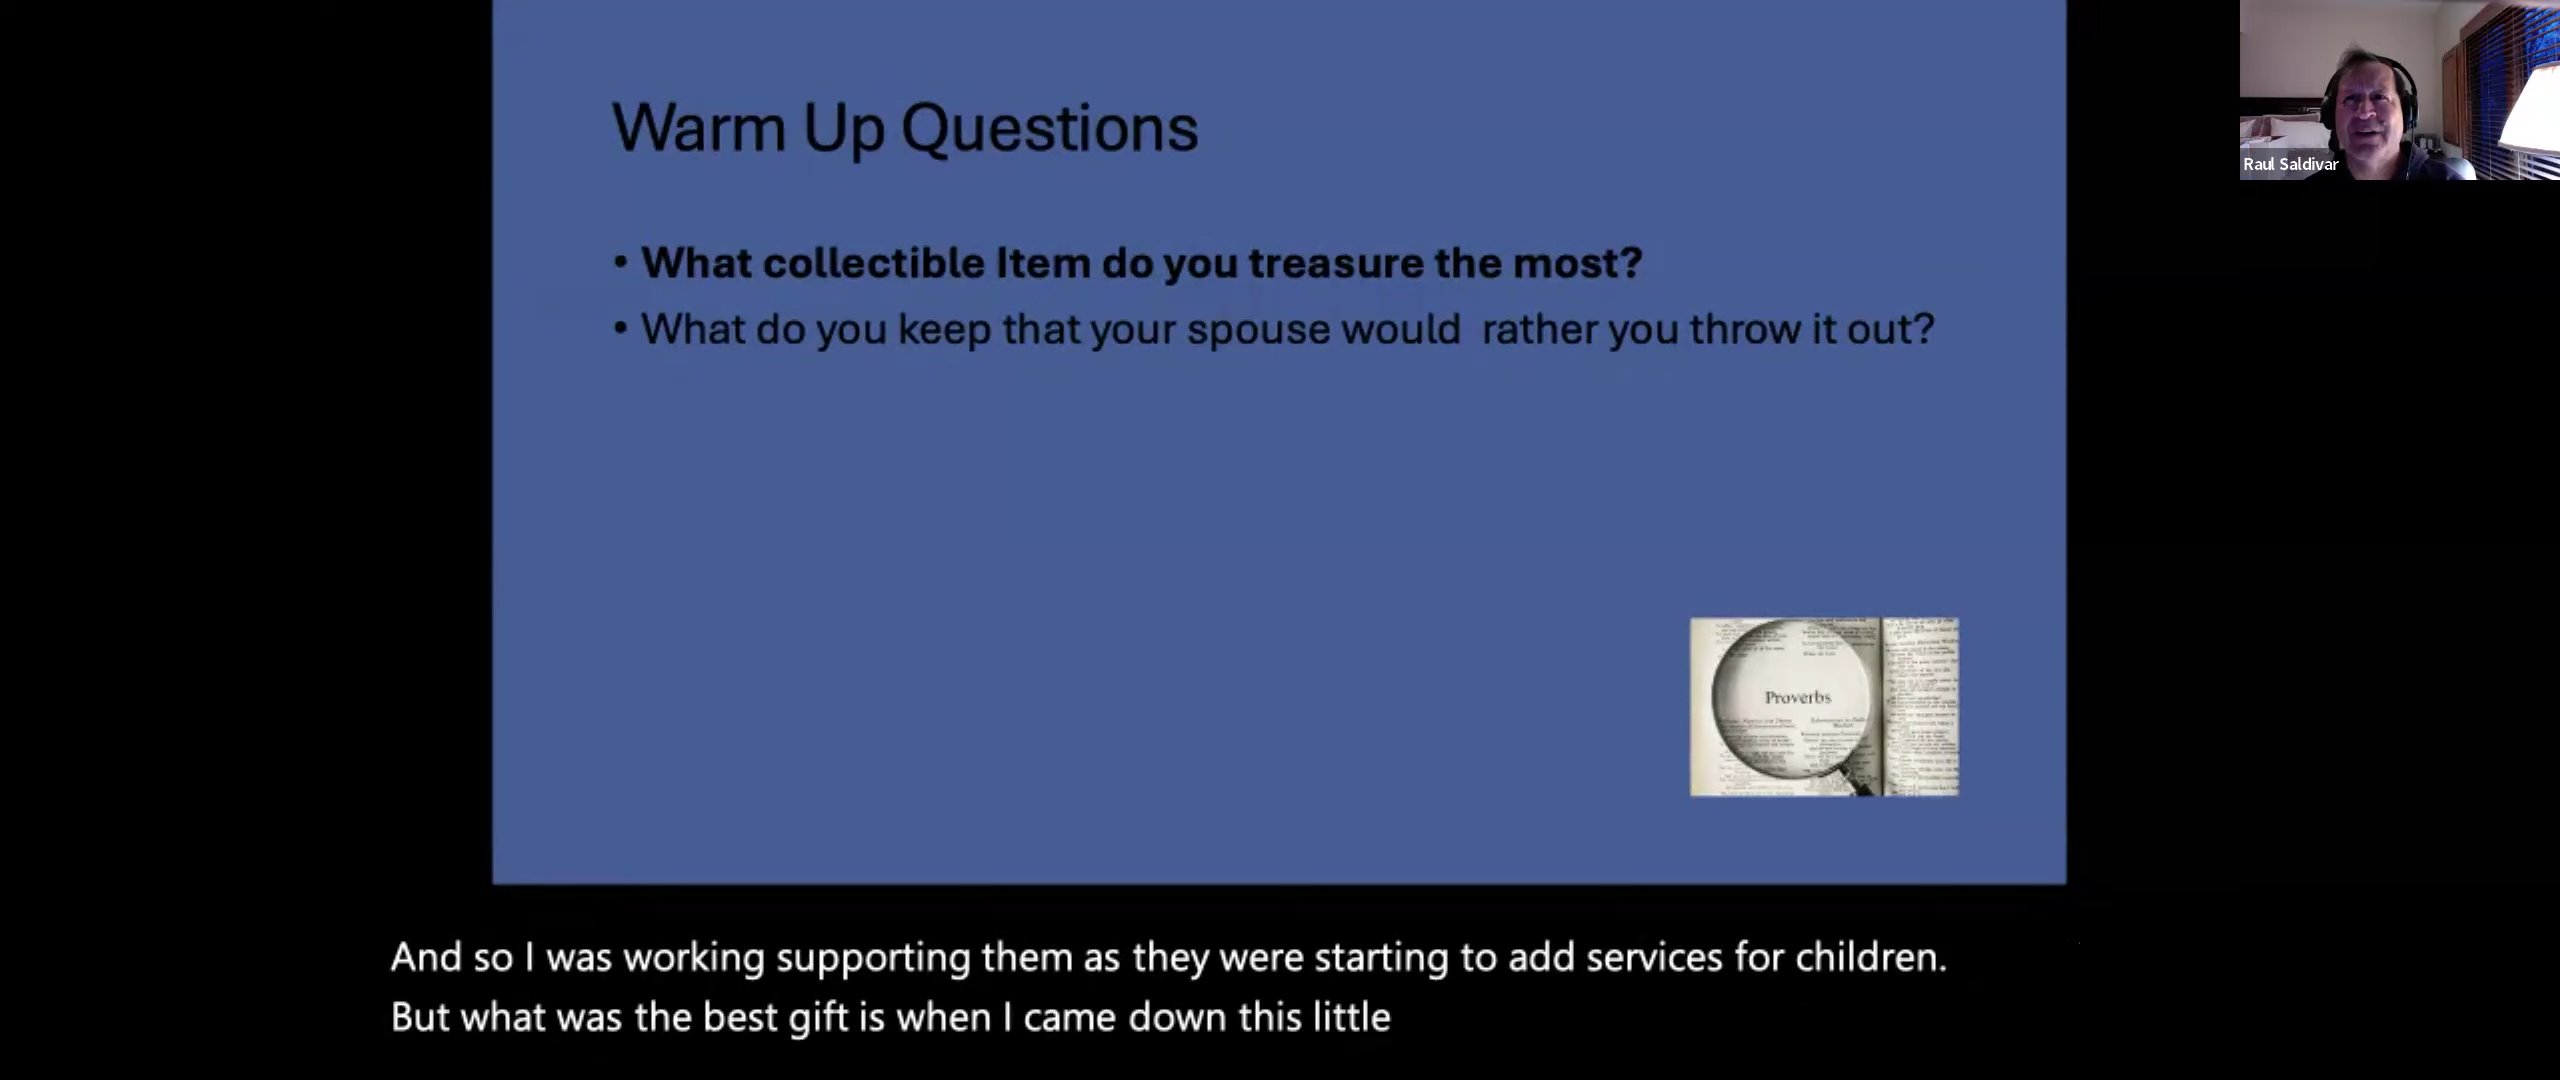 Warm Up Questions
• What collectible Item do you treasure the most?
• What do you keep that your spouse would  rather you throw it out?
Raul Saldivar
Proverbs
And so I was working supporting them as they were starting to add services for children.
But what was the best gift is when I came down this little